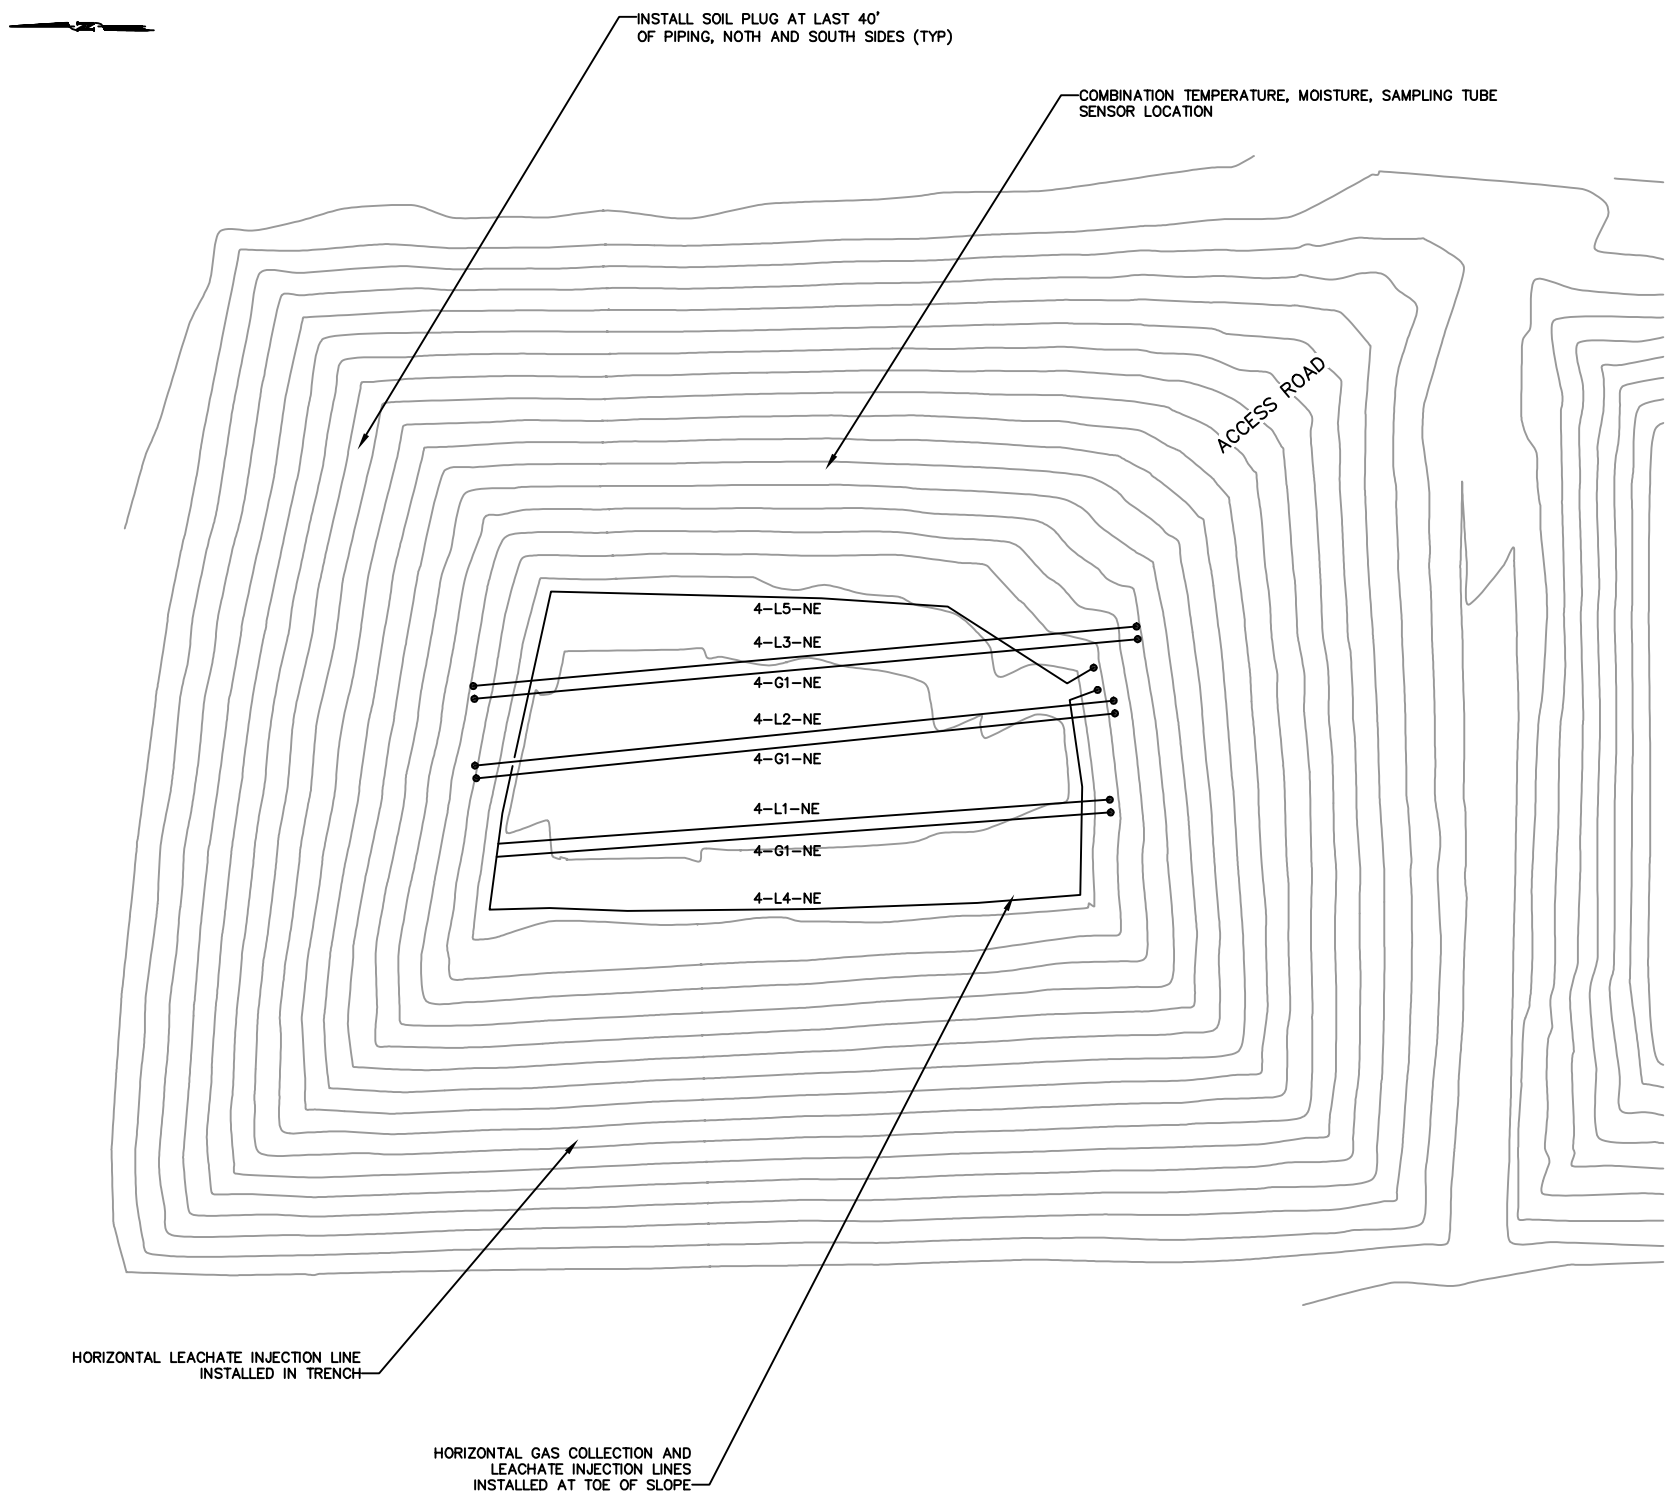 N
INSTALL SOIL PLUG AT LAST 40'
OF PIPING, NOTH AND SOUTH SIDES (TYP)
COMBINATION TEMPERATURE, MOISTURE, SAMPLING TUBE
SENSOR LOCATION
ACCESS ROAD
4-L5-NE
4-L3-NE
4-G1-NE
4-L2-NE
4-G1-NE
4-L1-NE
4-G1-NE
4-L4-NE
HORIZONTAL LEACHATE INJECTION LINE
INSTALLED IN TRENCH
HORIZONTAL GAS COLLECTION AND
LEACHATE INJECTION LINES
INSTALLED AT TOE OF SLOPE